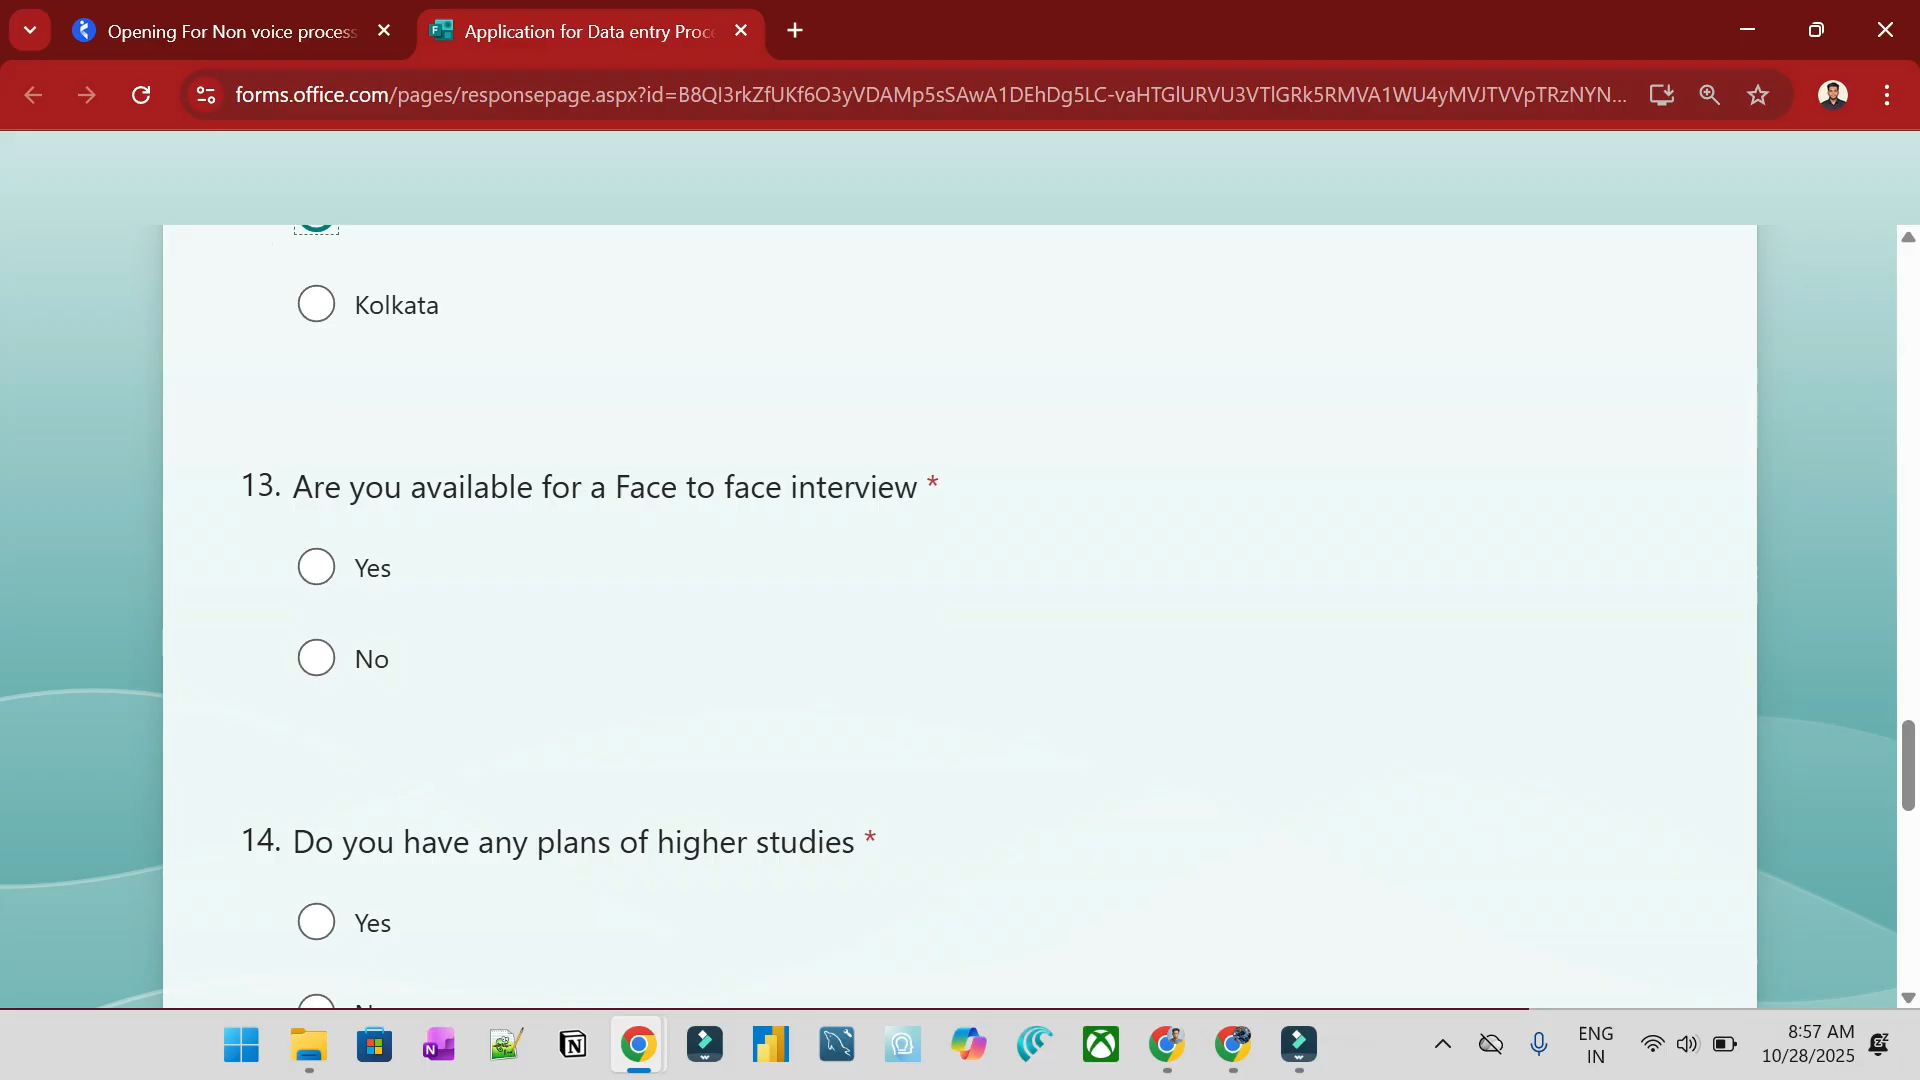 Opening For Non voice process
Application for Data entry Proc
forms.office.com/pages/responsepage.aspx?id=B8QI3rkZfUKf6O3yVDAMp5sSAwA1DEhDg5LC-vaHTGlURVU3VTlGRk5RMVA1WU4yMVJTVVpTRzNYN...
Kolkata
13. Are you available for a Face to face interview *
Yes
No
14. Do you have any plans of higher studies *
Yes
ENG
IN
8:57 AM
10/28/2025